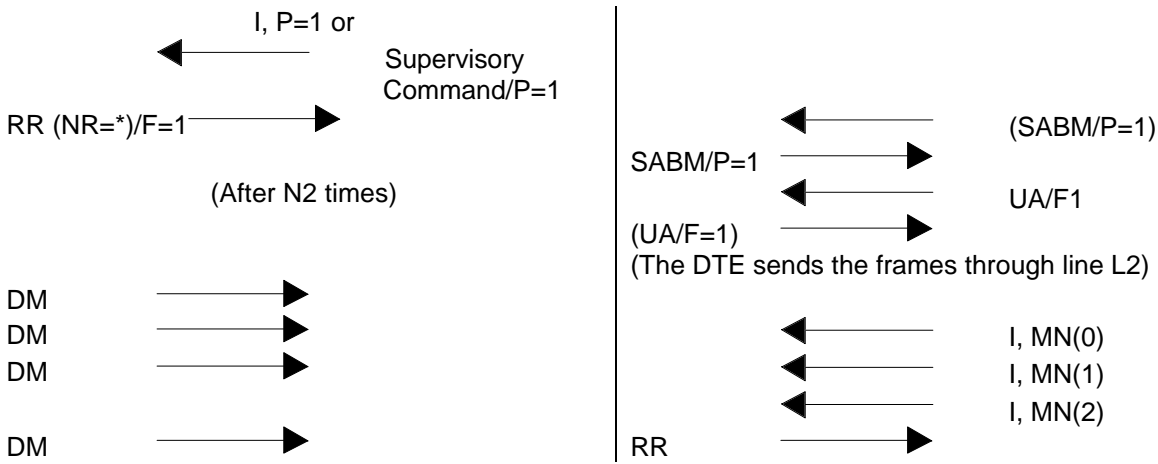 I, P=1 or
Supervisory
Command/P=1
RR (NR=*)/F=1
(After N2 times)
DM
DM
DM
DM
(SABM/P=1)
SABM/P=1
UA/F1
(UA/F=1)
(The DTE sends the frames through line L2)
I, MN(0)
I, MN(1)
I, MN(2)
RR